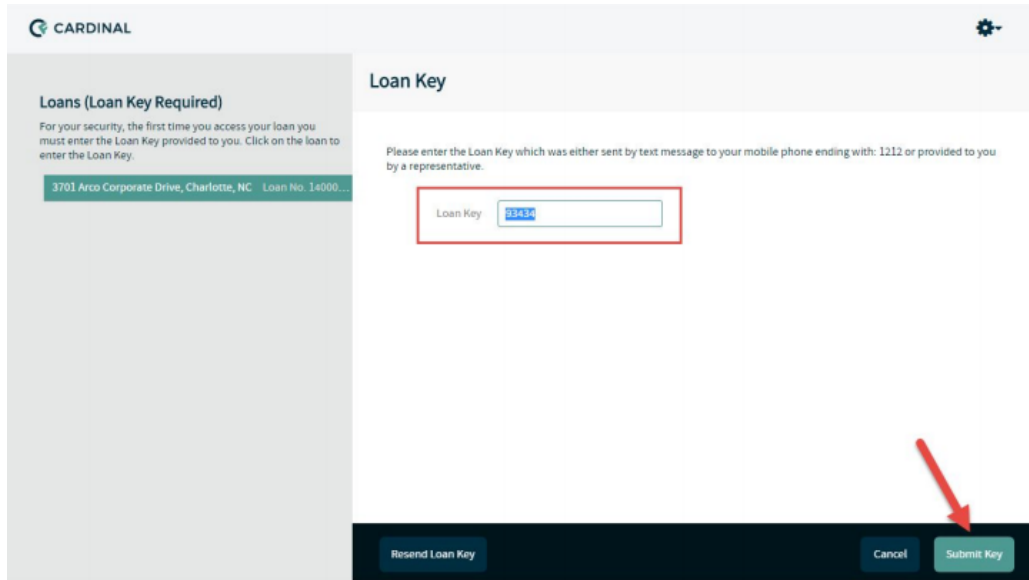 CARDINAL
Loans (Loan Key Required)
For your security, the first time you access your loan you
must enter the Loan Key provided to you. Click on the loan to
enter the Loan Key.
3701 Arco Corporate Drive, Charlotte, NC Loan No. 14000...
Loan Key
Please enter the Loan Key which was either sent by text message to your mobile phone ending with: 1212 or provided to you
by a representative.
Loan Key 93434
Resend Loan Key
Cancel
Submit Key